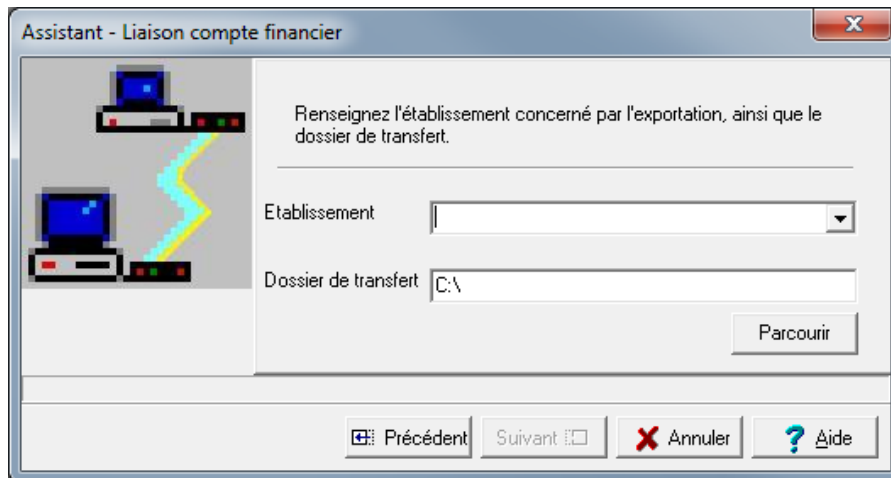 Assistant - Liaison compte financier
Renseignez l'établissement concerné par l'exportation, ainsi que le
dossier de transfert.
Etablissement
Dossier de transfert
C:\
Parcourir
Précédent
Suivant
Annuler
Aide